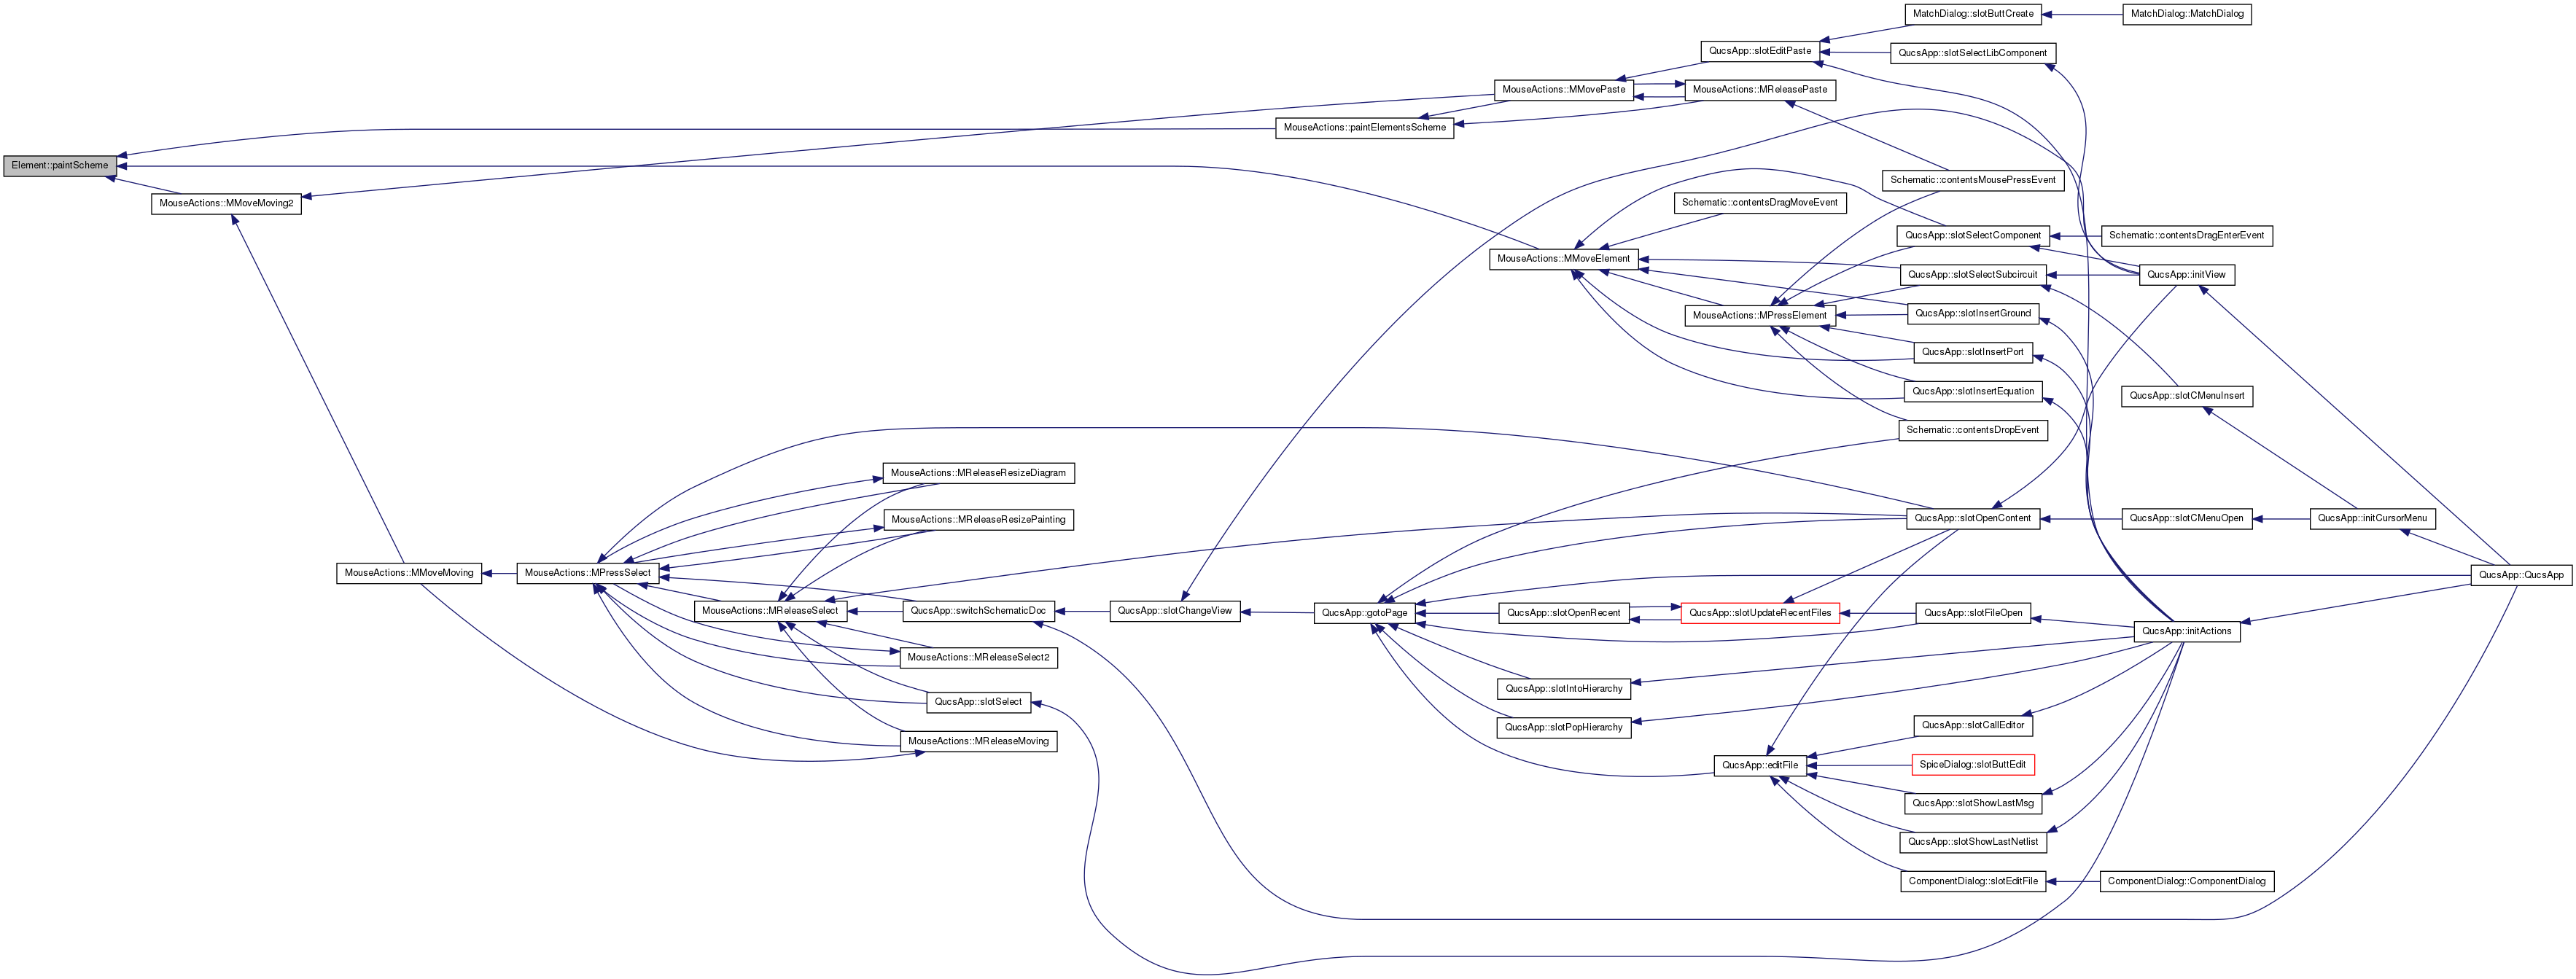 MatchDialog::slotButtCreate
MatchDialog::MatchDialog
QucsApp::slotEditPaste
QucsApp::slotSelectLibComponent
MouseActions::MMovePaste
MouseActions::MReleasePaste
MouseActions::paintElementsScheme
Element::paintScheme
Schematic::contentsMousePressEvent
MouseActions::MMoveMoving2
Schematic::contentsDragMoveEvent
QucsApp::slotSelectComponent
Schematic::contentsDragEnterEvent
MouseActions::MMoveElement
QucsApp::slotSelectSubcircuit
QucsApp::initView
MouseActions::MPressElement
QucsApp::slotInsertGround
QucsApp::slotInsertPort
QucsApp::slotInsertEquation
QucsApp::slotCMenuInsert
Schematic::contentsDropEvent
MouseActions::MReleaseResizeDiagram
MouseActions::MReleaseResizePainting
QucsApp::slotOpenContent
QucsApp::slotCMenuOpen
QucsApp::initCursorMenu
MouseActions::MMoveMoving
MouseActions::MPressSelect
QucsApp::QucsApp
MouseActions::MReleaseSelect
QucsApp::switchSchematicDoc
QucsApp::slotChangeView
QucsApp::gotoPage
QucsApp::slotOpenRecent
QucsApp::slotUpdateRecentFiles
QucsApp::slotFileOpen
QucsApp::initActions
MouseActions::MReleaseSelect2
QucsApp::slotIntoHierarchy
QucsApp::slotSelect
QucsApp::slotPopHierarchy
QucsApp::slotCallEditor
MouseActions::MReleaseMoving
QucsApp::editFile
SpiceDialog::slotButtEdit
QucsApp::slotShowLastMsg
QucsApp::slotShowLastNetlist
ComponentDialog::slotEditFile
ComponentDialog::ComponentDialog